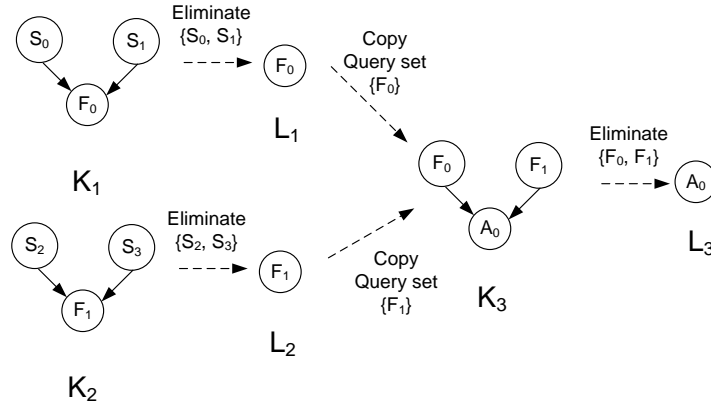 S₀
S₁
F₀
K₁
Eliminate
{S₀, S₁}
F₀
L₁
Copy
Query set
{F₀}
S₂
S₃
F₁
K₂
Eliminate
{S₂, S₃}
F₁
L₂
Copy
Query set
{F₁}
F₀
F₁
A₀
K₃
Eliminate
{F₀, F₁}
A₀
L₃